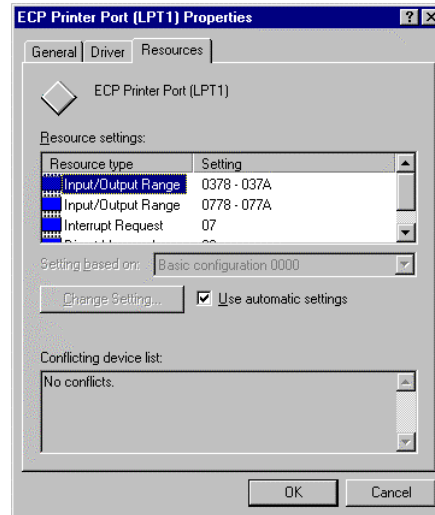 ECP Printer Port (LPT1) Properties
General Driver Resources
ECP Printer Port (LPT1)
Resource settings:
Resource type Setting
Input/Output Range 0378 - 037A
Input/Output Range 0778 - 077A
Interrupt Request 07
Setting based on: Basic configuration 0000
Change Setting... Use automatic settings
Conflicting device list:
No conflicts.
OK Cancel